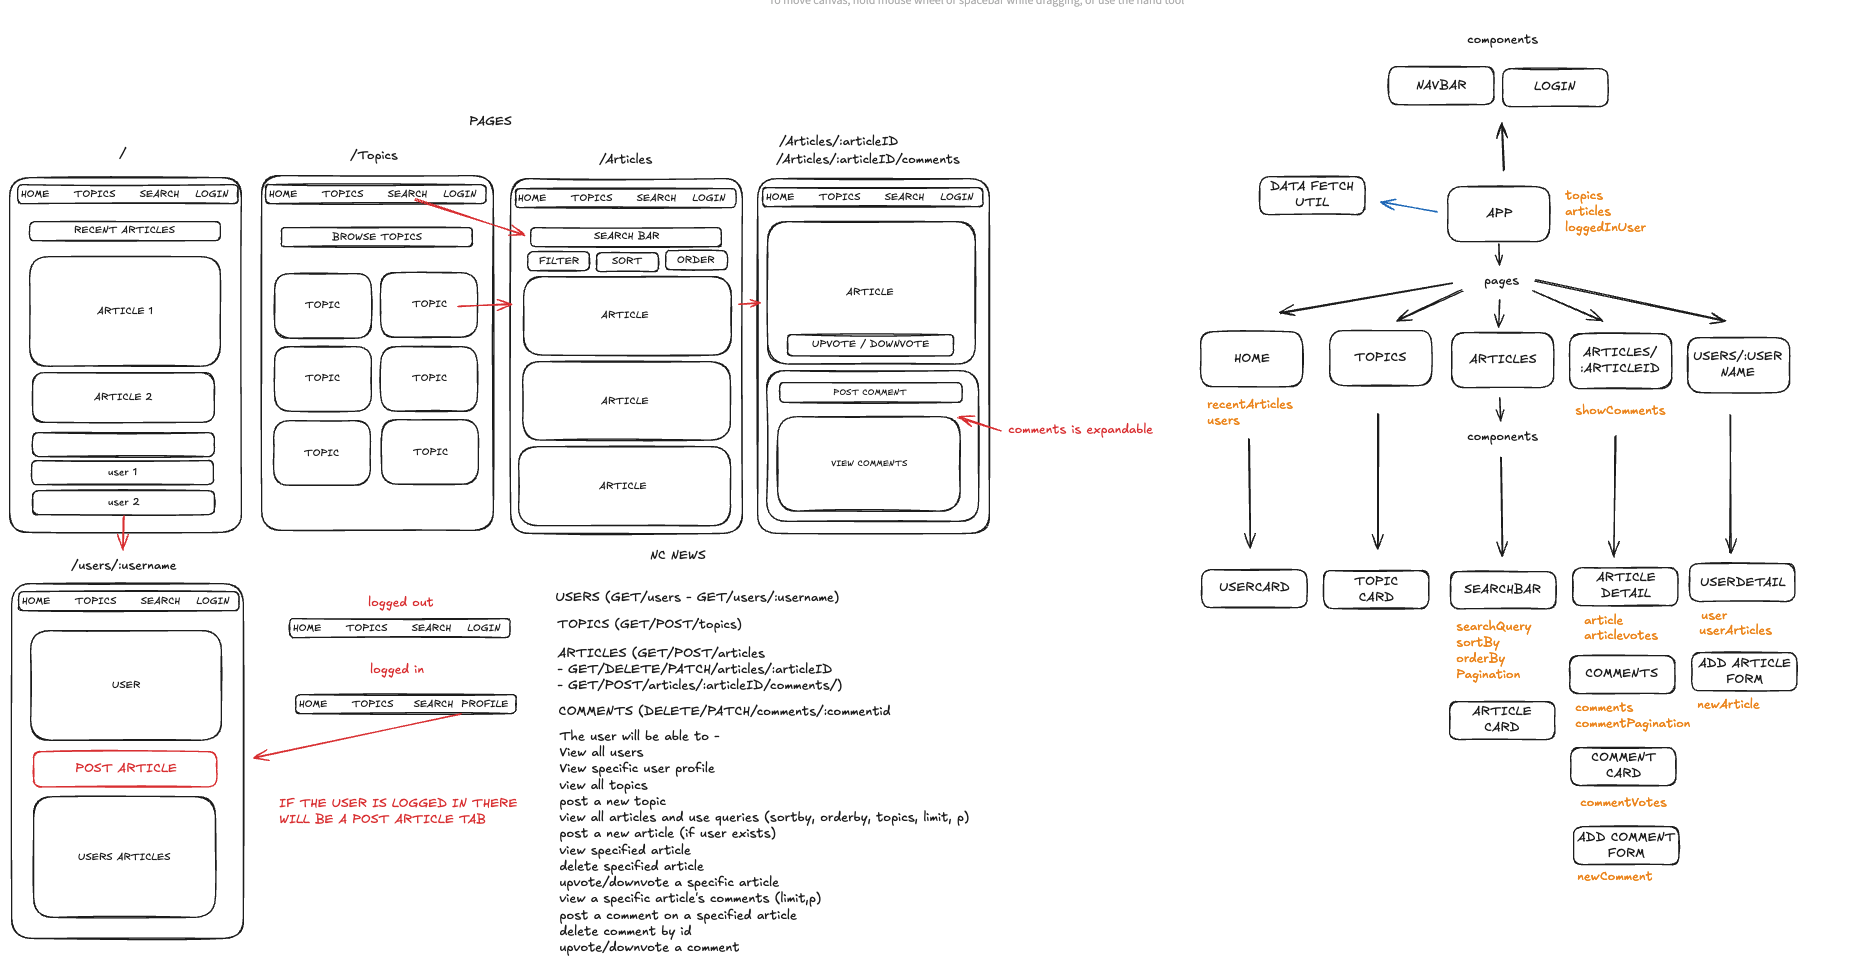 To move canvas, hold mouse wheel or spacebar while dragging, or use the hand tool
PAGES
/
HOME TOPICS SEARCH LOGIN
RECENT ARTICLES
ARTICLE 1
ARTICLE 2
user 1
user 2
/Topics
HOME TOPICS SEARCH LOGIN
BROWSE TOPICS
TOPIC TOPIC
TOPIC TOPIC
TOPIC TOPIC
/Articles
HOME TOPICS SEARCH LOGIN
SEARCH BAR
FILTER SORT ORDER
ARTICLE
ARTICLE
ARTICLE
/Articles/:articleID
/Articles/:articleID/comments
HOME TOPICS SEARCH LOGIN
ARTICLE
UPVOTE / DOWNVOTE
POST COMMENT
VIEW COMMENTS
comments is expandable
/users/:username
HOME TOPICS SEARCH LOGIN
USER
POST ARTICLE
USERS ARTICLES
logged out
HOME TOPICS SEARCH LOGIN
logged in
HOME TOPICS SEARCH PROFILE
IF THE USER IS LOGGED IN THERE
WILL BE A POST ARTICLE TAB
NC NEWS
USERS (GET/users - GET/users/:username)
TOPICS (GET/POST/topics)
ARTICLES (GET/POST/articles
- GET/DELETE/PATCH/articles/:articleID
- GET/POST/articles/:articleID/comments/)
COMMENTS (DELETE/PATCH/comments/:commentid
The user will be able to -
View all users
View specific user profile
view all topics
post a new topic
view all articles and use queries (sortby, orderby, topics, limit, p)
post a new article (if user exists)
view specified article
delete specified article
upvote/downvote a specific article
view a specific article's comments (limit,p)
post a comment on a specified article
delete comment by id
upvote/downvote a comment
components
NAVBAR LOGIN
DATA FETCH
UTIL
APP
topics
articles
loggedInUser
pages
HOME
recentArticles
users
TOPICS
ARTICLES
ARTICLES/
:ARTICLEID
showComments
USERS/:USER
NAME
components
USERCARD
TOPIC
CARD
SEARCHBAR
searchQuery
sortBy
orderBy
Pagination
ARTICLE
CARD
ARTICLE
DETAIL
article
articlevotes
COMMENTS
comments
commentPagination
COMMENT
CARD
commentVotes
ADD COMMENT
FORM
newComment
USERDETAIL
user
userArticles
ADD ARTICLE
FORM
newArticle